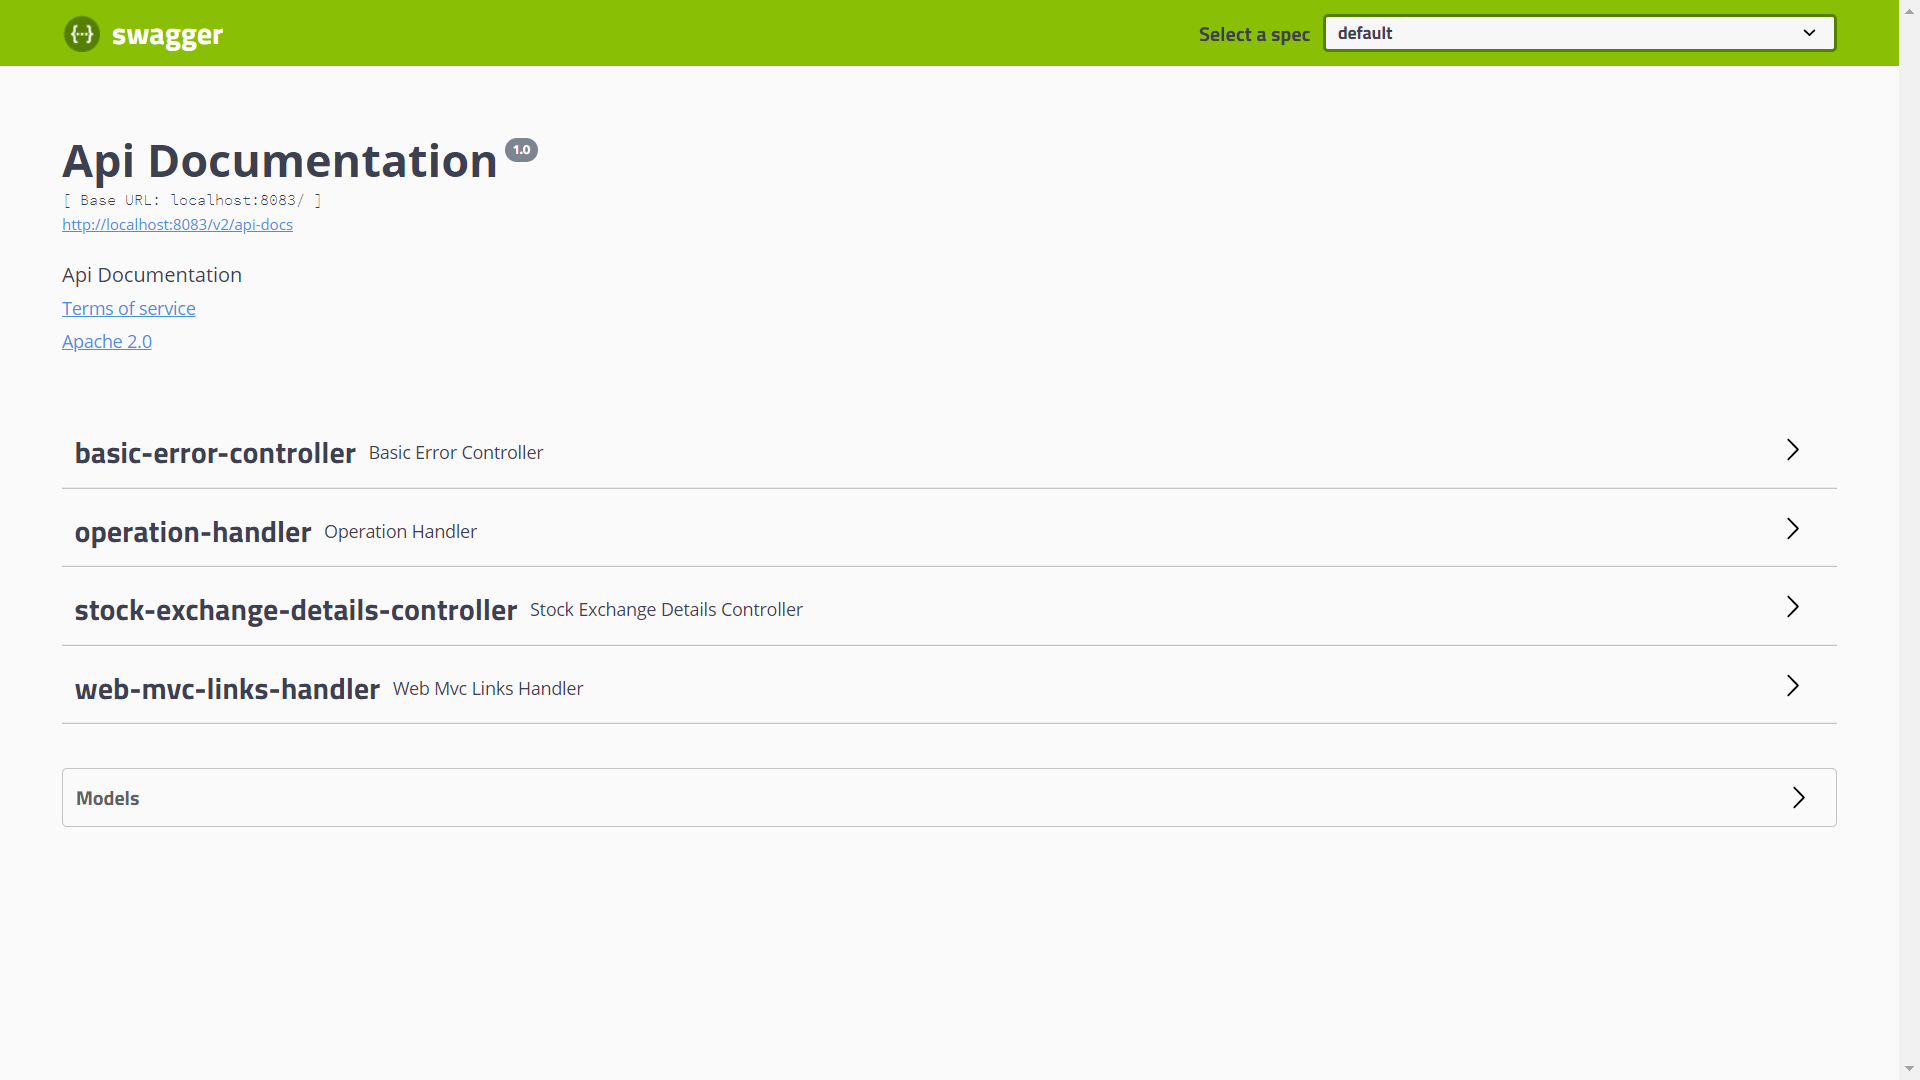 {···} swagger
Select a spec default
Api Documentation 1.0
[ Base URL: localhost:8083/ ]
http://localhost:8083/v2/api-docs
Api Documentation
Terms of service
Apache 2.0
basic-error-controller Basic Error Controller
operation-handler Operation Handler
stock-exchange-details-controller Stock Exchange Details Controller
web-mvc-links-handler Web Mvc Links Handler
Models